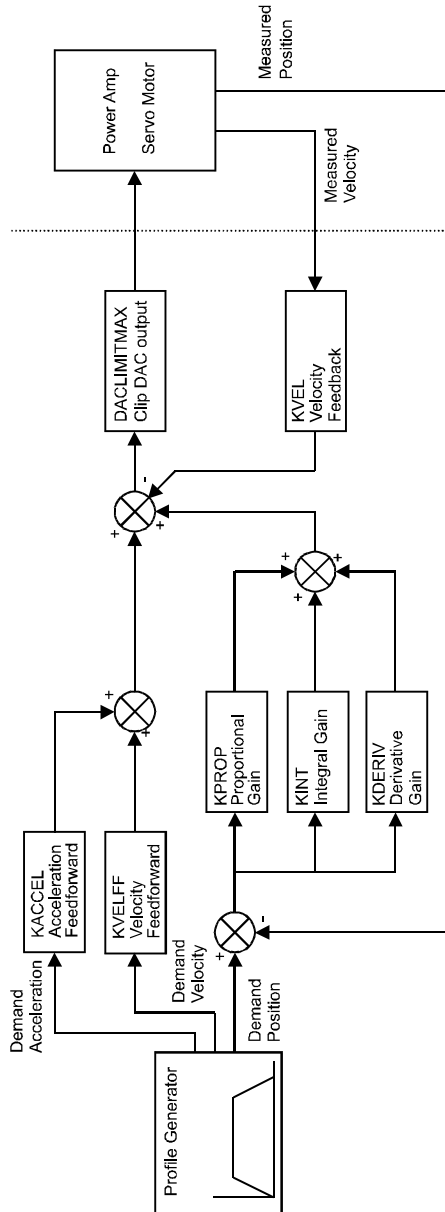 Profile Generator
Demand
Acceleration
Demand
Velocity
Demand
Position
KACCEL
Acceleration
Feedforward
KVELFF
Velocity
Feedforward
+
+
+
-
KPROP
Proportional
Gain
KINT
Integral Gain
KDERIV
Derivative
Gain
+
+
+
+
+
-
DACLIMITMAX
Clip DAC output
KVEL
Velocity
Feedback
Power Amp
Servo Motor
Measured
Velocity
Measured
Position